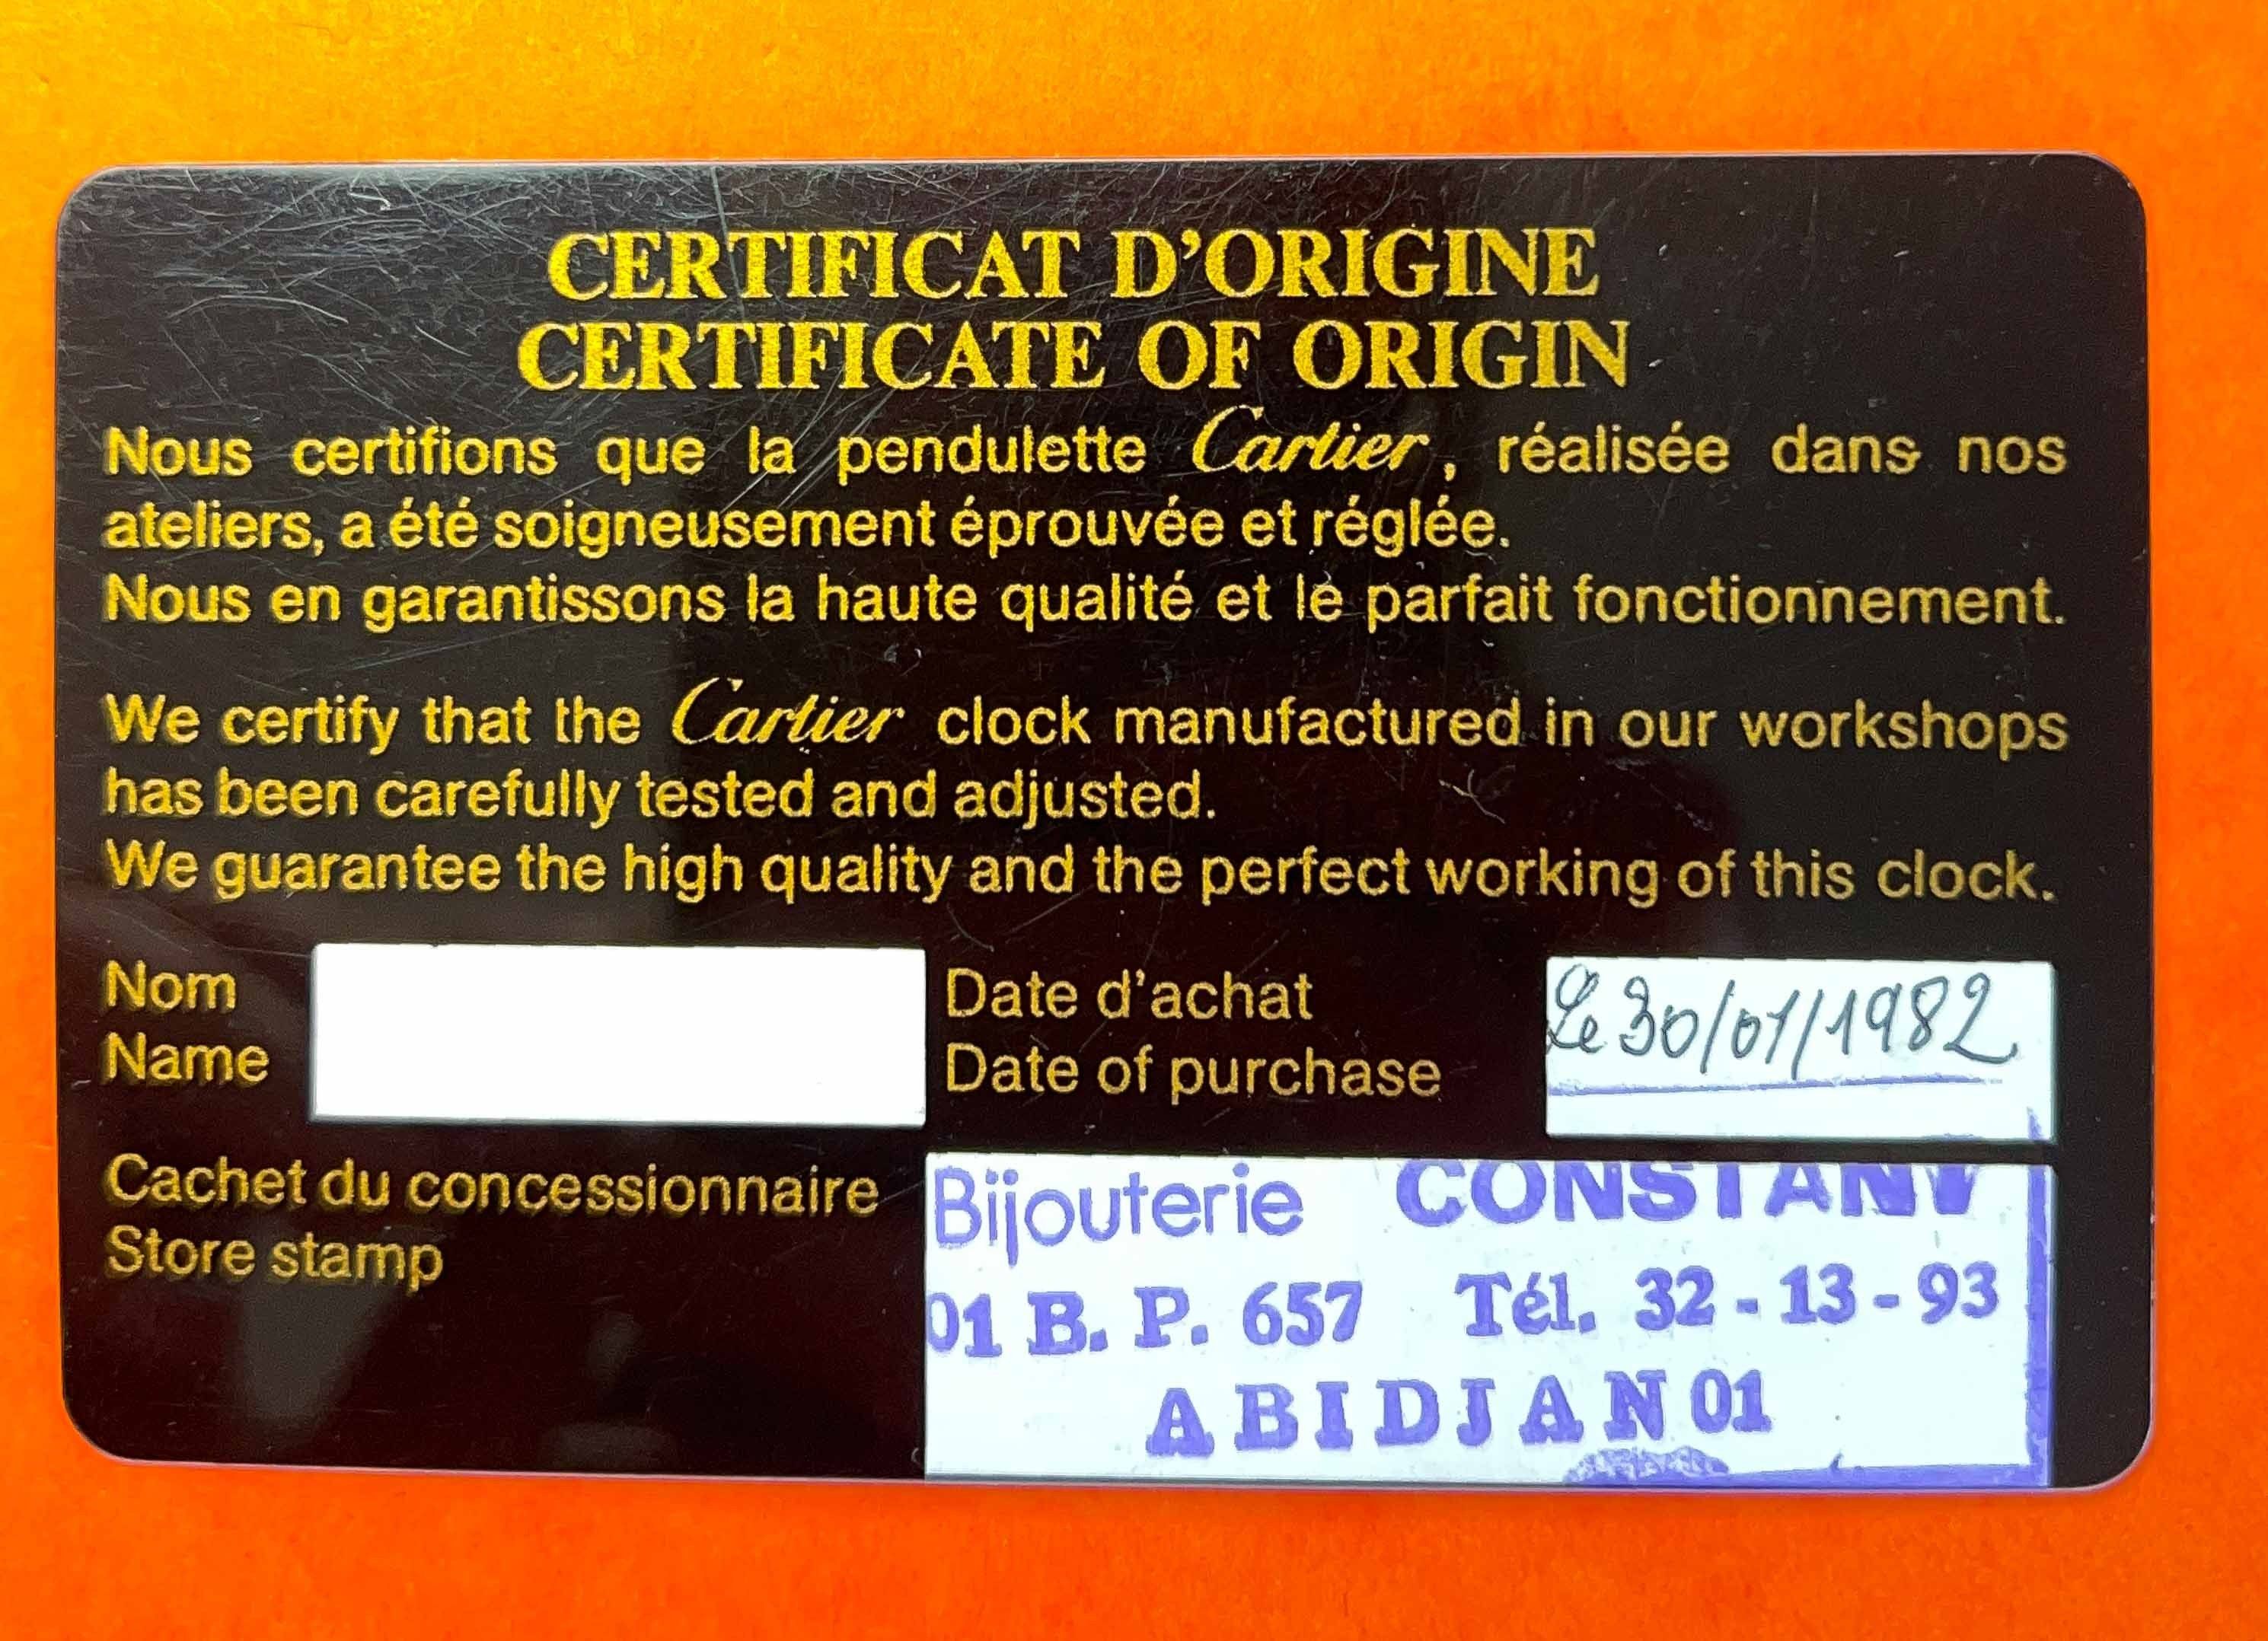 CERTIFICAT D'ORIGINE
CERTIFICATE OF ORIGIN
Nous certifions que la pendulette Cartier, réalisée dans nos
ateliers, a été soigneusement éprouvée et réglée.
Nous en garantissons la haute qualité et le parfait fonctionnement.
We certify that the Cartier clock manufactured in our workshops
has been carefully tested and adjusted.
We guarantee the high quality and the perfect working of this clock.
Nom
Name
Date d'achat
Date of purchase
Le 30/01/1982
Cachet du concessionnaire
Store stamp
Bijouterie
01 B. P. 657 Tél. 32-13-93
ABIDJAN 01